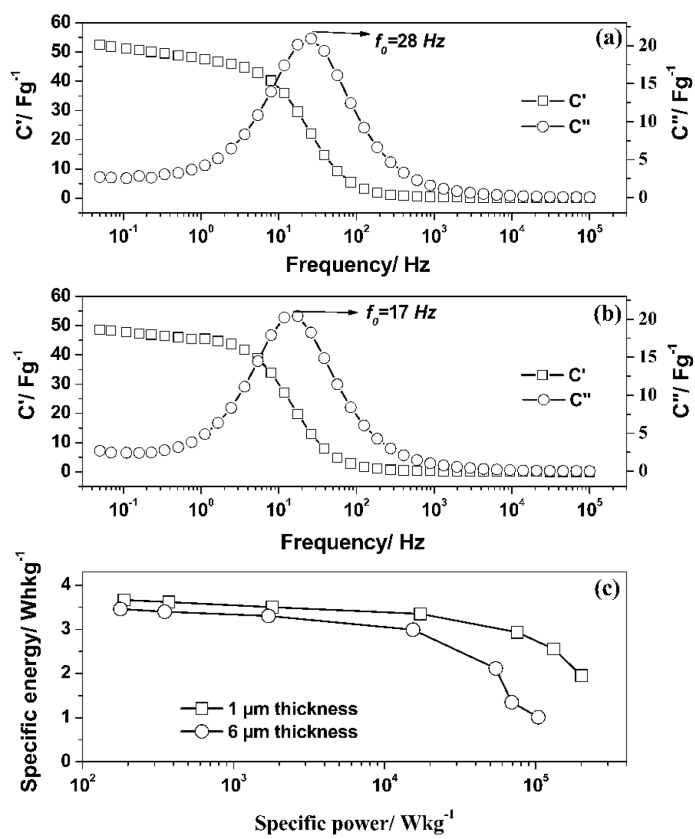 (a)
f₀=28 Hz
C'/ Fg⁻¹
60
50
40
30
20
10
0
C'
C''
C''/ Fg⁻¹
20
15
10
5
0
10⁻¹ 10⁰ 10¹ 10² 10³ 10⁴ 10⁵
Frequency/ Hz
(b)
f₀=17 Hz
C'/ Fg⁻¹
60
50
40
30
20
10
0
C'
C''
C''/ Fg⁻¹
20
15
10
5
0
10⁻¹ 10⁰ 10¹ 10² 10³ 10⁴ 10⁵
Frequency/ Hz
(c)
Specific energy/ Whkg⁻¹
4
3
2
1
0
1 μm thickness
6 μm thickness
10² 10³ 10⁴ 10⁵
Specific power/ Wkg⁻¹